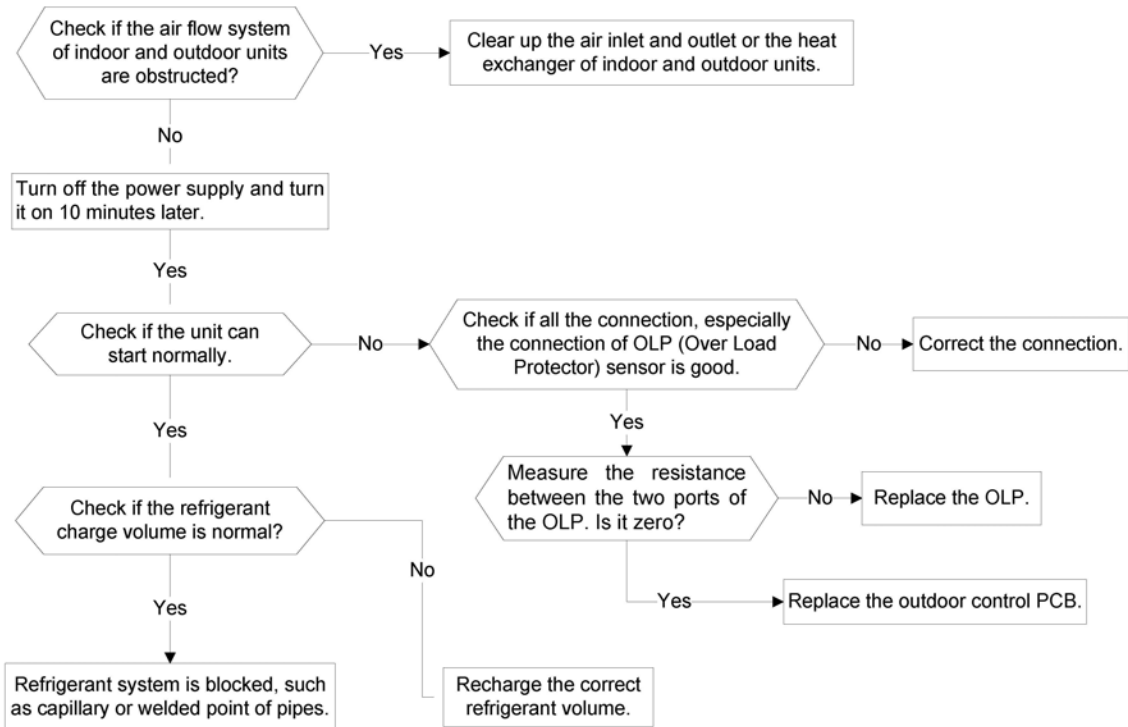 Check if the air flow system
of indoor and outdoor units
are obstructed?
Yes
Clear up the air inlet and outlet or the heat
exchanger of indoor and outdoor units.
No
Turn off the power supply and turn
it on 10 minutes later.
Yes
Check if the unit can
start normally.
No
Check if all the connection, especially
the connection of OLP (Over Load
Protector) sensor is good.
No
Correct the connection.
Yes
Yes
Measure the resistance
between the two ports of
the OLP. Is it zero?
No
Replace the OLP.
Check if the refrigerant
charge volume is normal?
No
Yes
Replace the outdoor control PCB.
Yes
Refrigerant system is blocked, such
as capillary or welded point of pipes.
Recharge the correct
refrigerant volume.